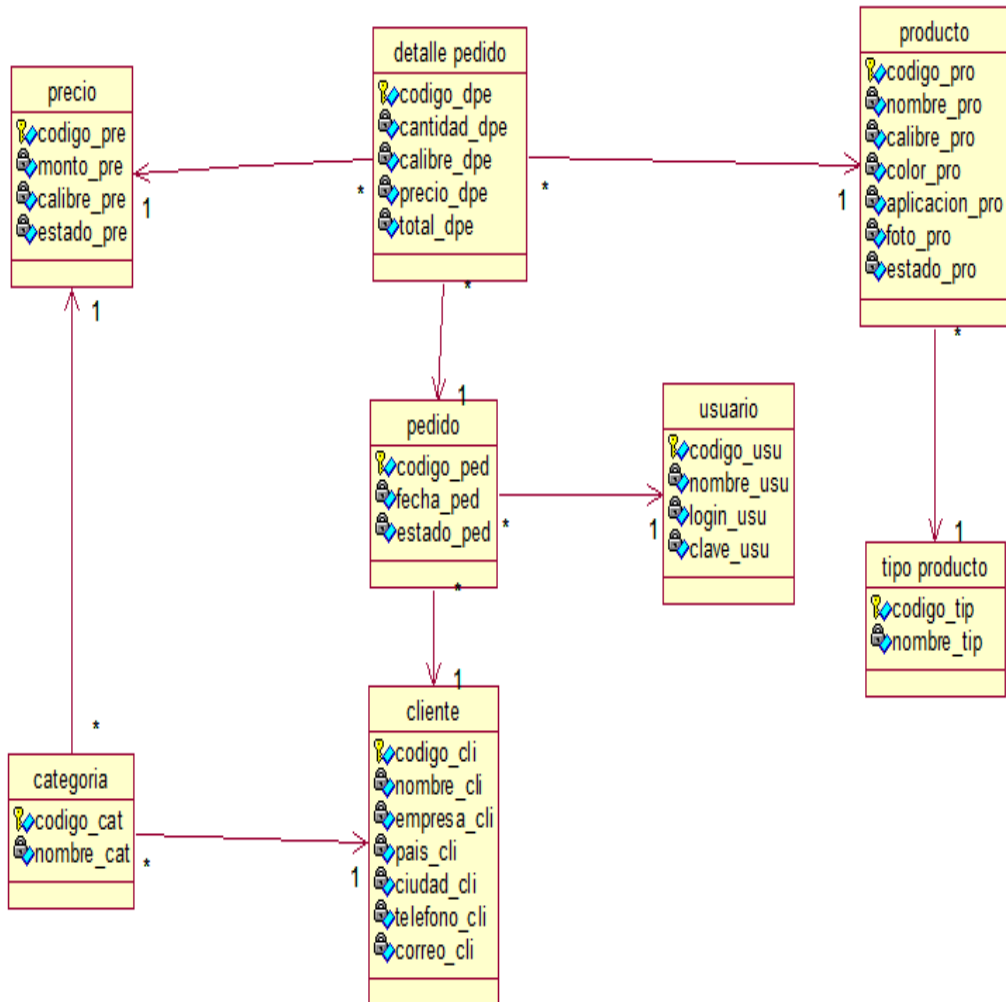 precio
codigo_pre
monto_pre
calibre_pre
estado_pre
1
1
detalle pedido
codigo_dpe
cantidad_dpe
calibre_dpe
precio_dpe
total_dpe
*
*
*
producto
codigo_pro
nombre_pro
calibre_pro
color_pro
aplicacion_pro
foto_pro
estado_pro
1
*
1
pedido
codigo_ped
fecha_ped
estado_ped
*
*
usuario
codigo_usu
nombre_usu
login_usu
clave_usu
1
1
tipo producto
codigo_tip
nombre_tip
*
categoria
codigo_cat
nombre_cat
*
1
cliente
codigo_cli
nombre_cli
empresa_cli
pais_cli
ciudad_cli
telefono_cli
correo_cli
1